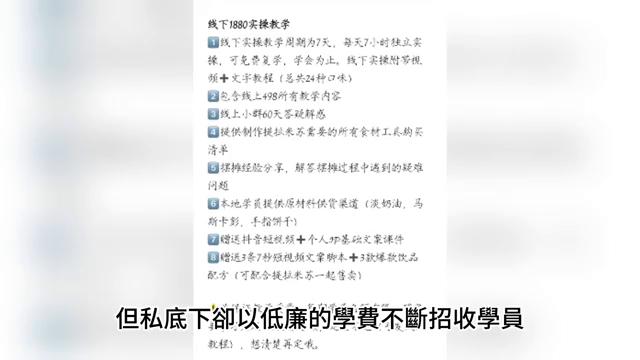 线下1880实操教学
1线下实操教学周期为7天,每天7小时独立实
操,可免费复学,学会为止。线下实操附带视
频➕文字教程(总共24种口味)
2包含线上498所有教学内容
3线上小群60天答疑解惑
4提供制作提拉米苏需要的所有食材工具购买
清单
5摆摊经验分享,解答摆摊过程中遇到的疑难
问题
6本地学员提供原材料供货渠道(淡奶油,马
斯卡彭,手指饼干)
7赠送抖音短视频➕个人ip基础文案课件
8赠送3条7秒短视频文案脚本➕3款爆款饮品
配方(可配合提拉米苏一起售卖)
但私底下卻以低廉的學費不斷招收學員
教程),想清楚再定哦。